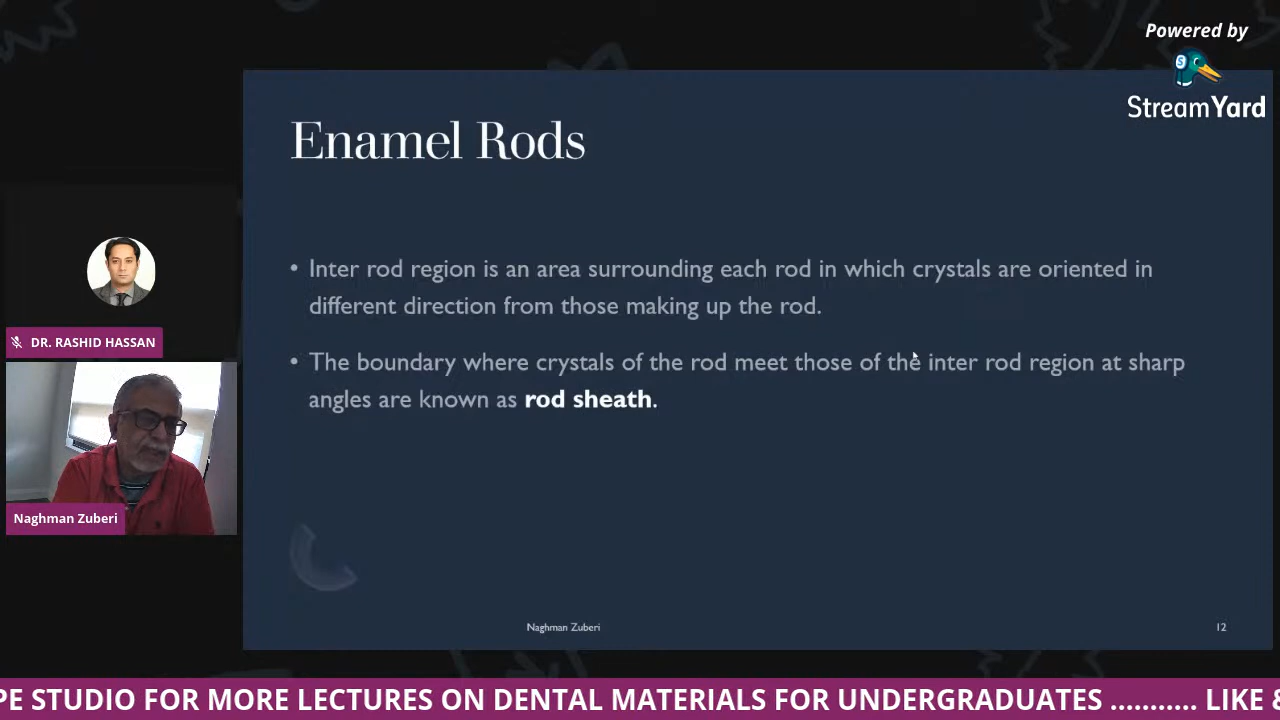 Powered by
StreamYard
Enamel Rods
• Inter rod region is an area surrounding each rod in which crystals are oriented in
different direction from those making up the rod.
• The boundary where crystals of the rod meet those of the inter rod region at sharp
angles are known as rod sheath.
DR. RASHID HASSAN
Naghman Zuberi
Naghman Zuberi
12
PE STUDIO FOR MORE LECTURES ON DENTAL MATERIALS FOR UNDERGRADUATES ........... LIKE &